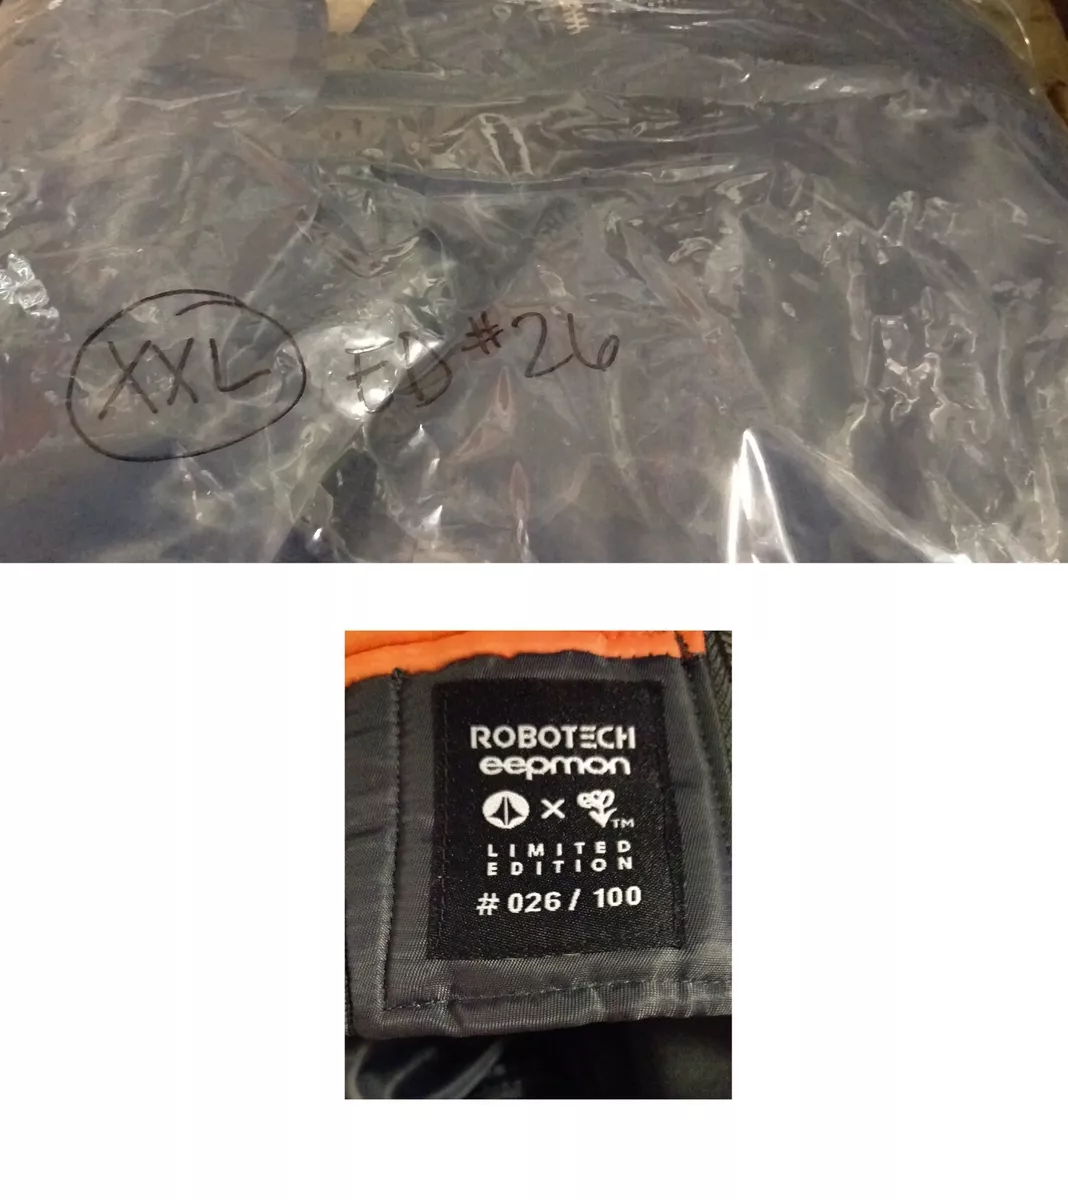 XXL ED #26
ROBOTECH
eepmon
X
TM
LIMITED
EDITION
# 026 / 100